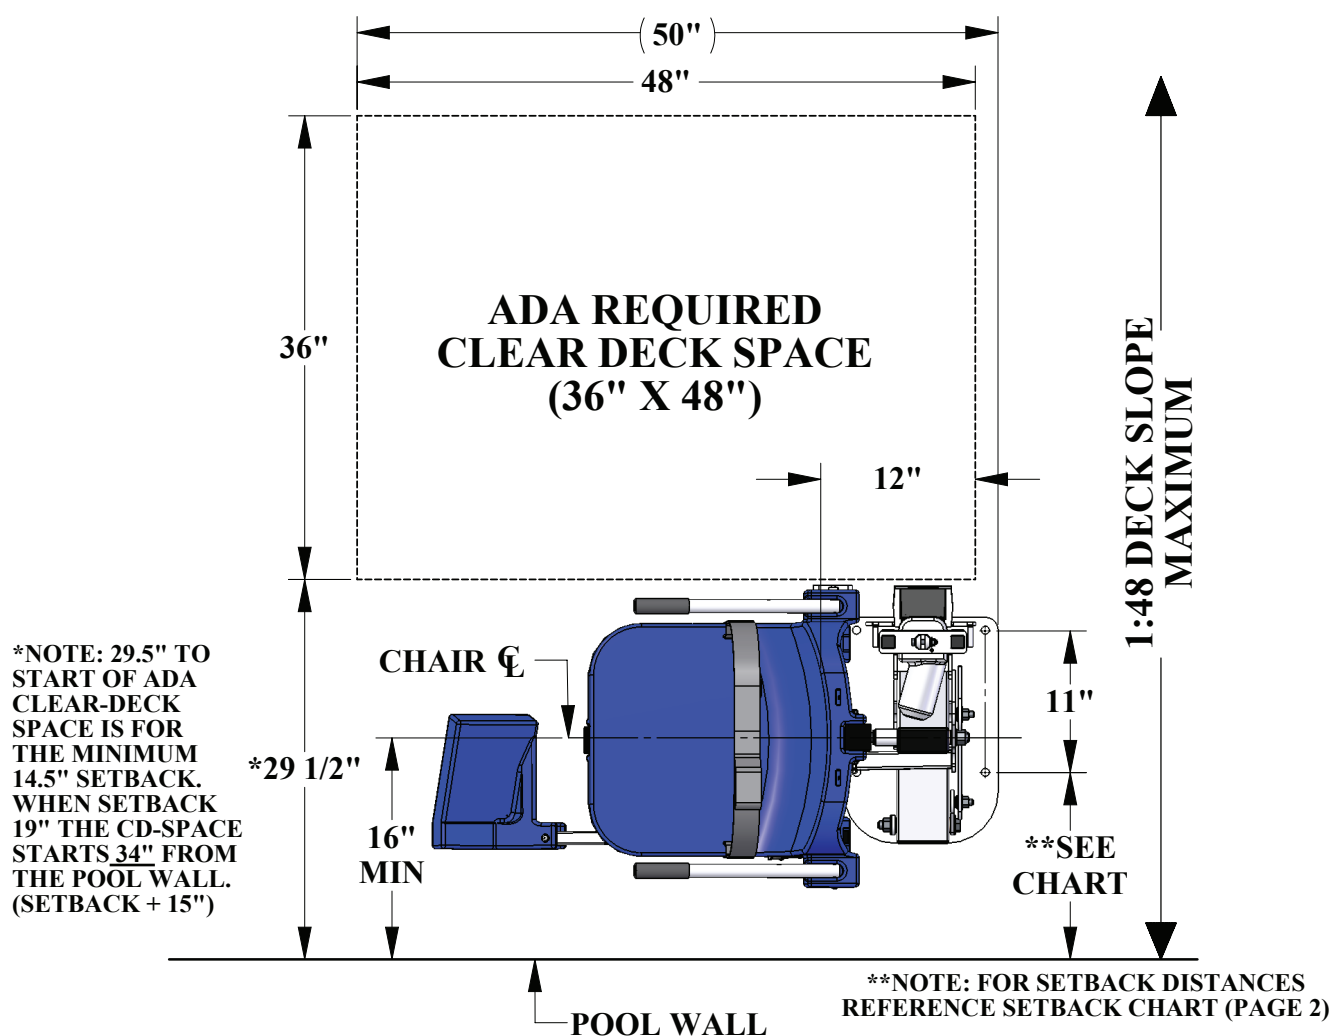 (50")
48"
ADA REQUIRED
CLEAR DECK SPACE
(36" X 48")
36"
12"
1:48 DECK SLOPE
MAXIMUM
*NOTE: 29.5" TO
START OF ADA
CLEAR-DECK
SPACE IS FOR
THE MINIMUM
14.5" SETBACK.
WHEN SETBACK
19" THE CD-SPACE
STARTS 34" FROM
THE POOL WALL.
(SETBACK + 15")
*29 1/2"
CHAIR ℄
16"
MIN
11"
**SEE
CHART
**NOTE: FOR SETBACK DISTANCES
REFERENCE SETBACK CHART (PAGE 2)
POOL WALL